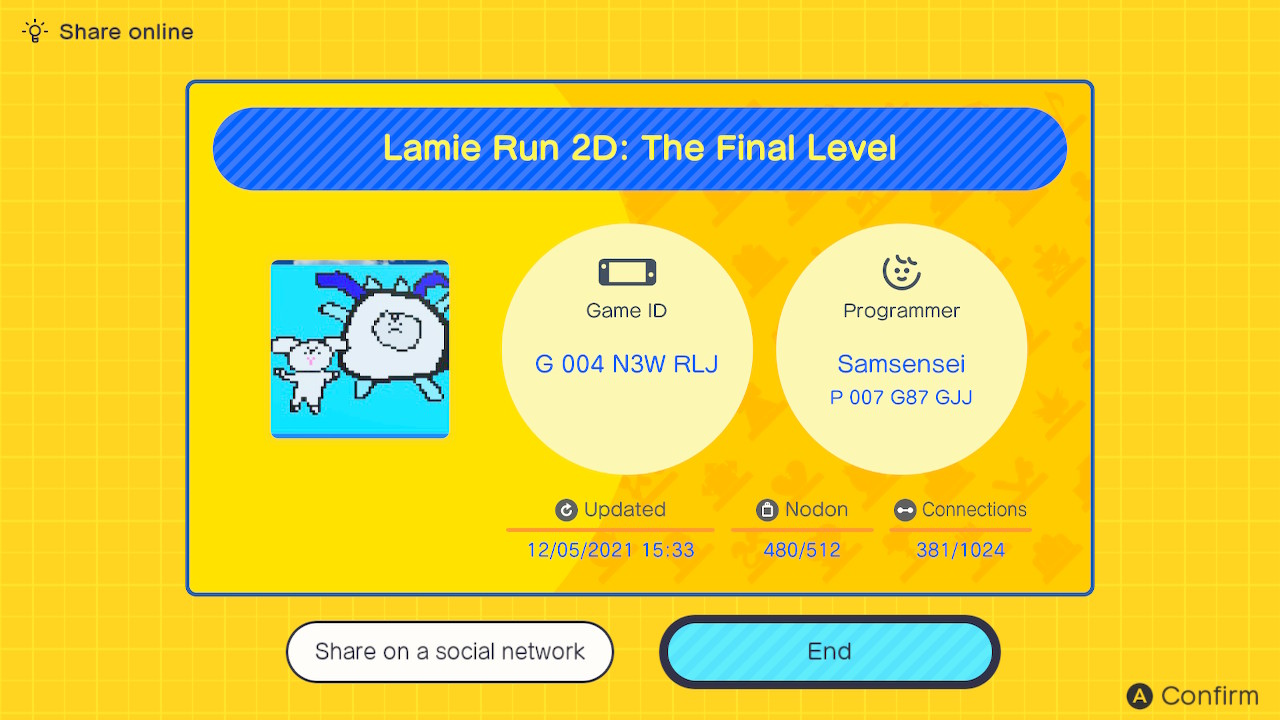 Share online
Lamie Run 2D: The Final Level
Game ID
G 004 N3W RLJ
Programmer
Samsensei
P 007 G87 GJJ
Updated
12/05/2021 15:33
Nodon
480/512
Connections
381/1024
Share on a social network
End
A Confirm